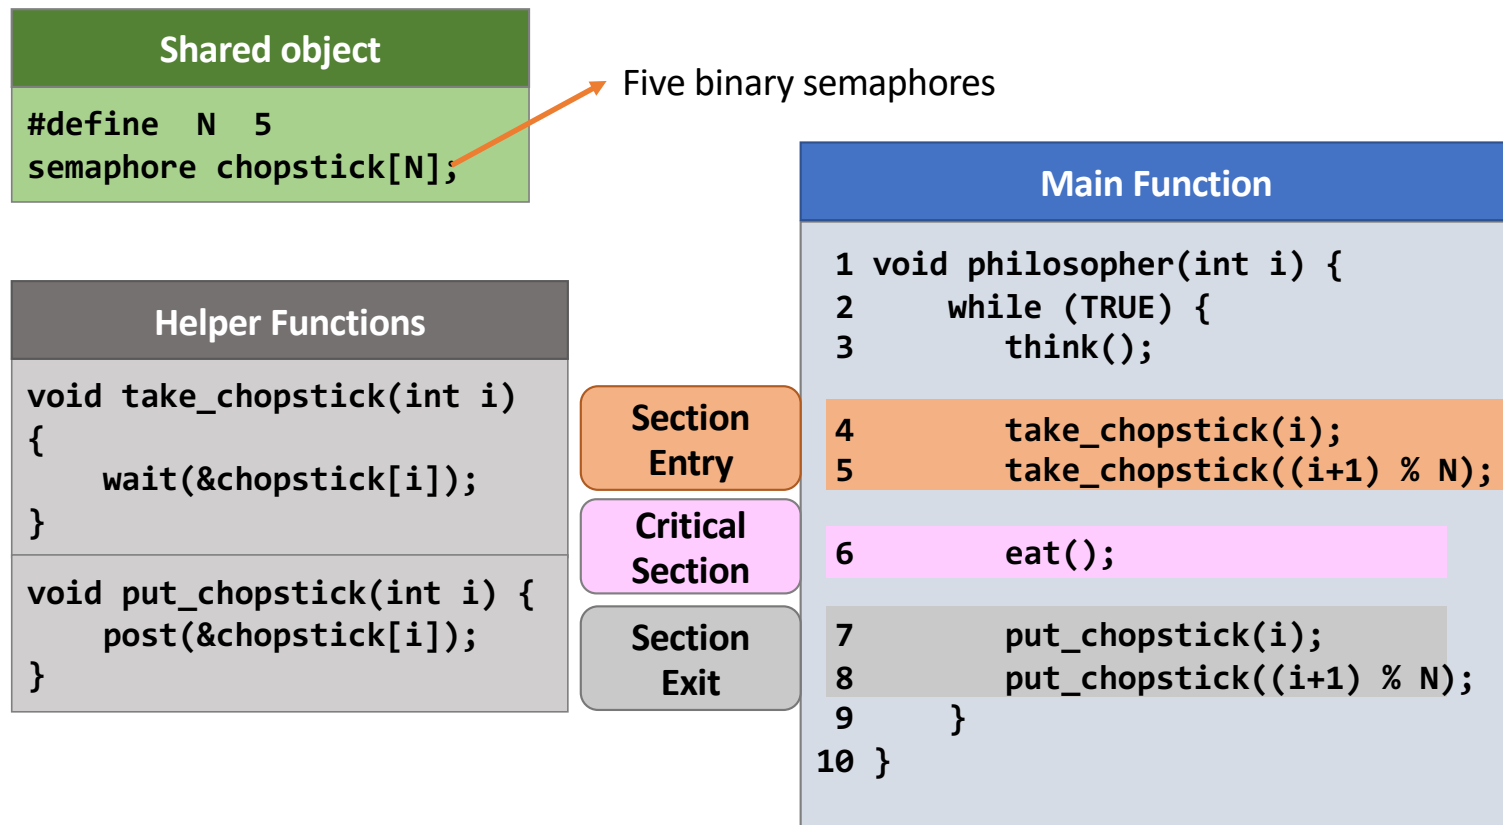 Shared object
#define  N  5
semaphore chopstick[N];
Five binary semaphores
Helper Functions
void take_chopstick(int i)
{
    wait(&chopstick[i]);
}
void put_chopstick(int i) {
    post(&chopstick[i]);
}
Section
Entry
Critical
Section
Section
Exit
Main Function
1 void philosopher(int i) {
2     while (TRUE) {
3        think();
4        take_chopstick(i);
5        take_chopstick((i+1) % N);
6        eat();
7        put_chopstick(i);
8        put_chopstick((i+1) % N);
9     }
10 }